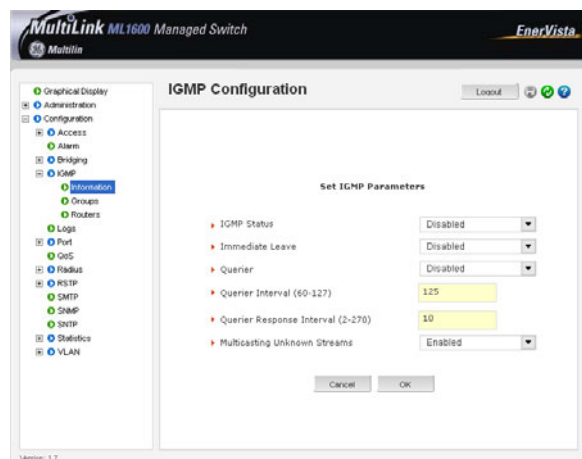 MultiLink ML1600 Managed Switch
EnerVista
Multilin
IGMP Configuration
Logout
Graphical Display
Administration
Configuration
Access
Alarm
Bridging
IGMP
Information
Groups
Routers
Logs
Port
QoS
Radius
RSTP
SMTP
SNMP
SNTP
Statistics
VLAN
Set IGMP Parameters
IGMP Status Disabled
Immediate Leave Disabled
Querier Disabled
Querier Interval (60-127) 125
Querier Response Interval (2-270) 10
Multicasting Unknown Streams Enabled
Cancel OK
Version: 1.7